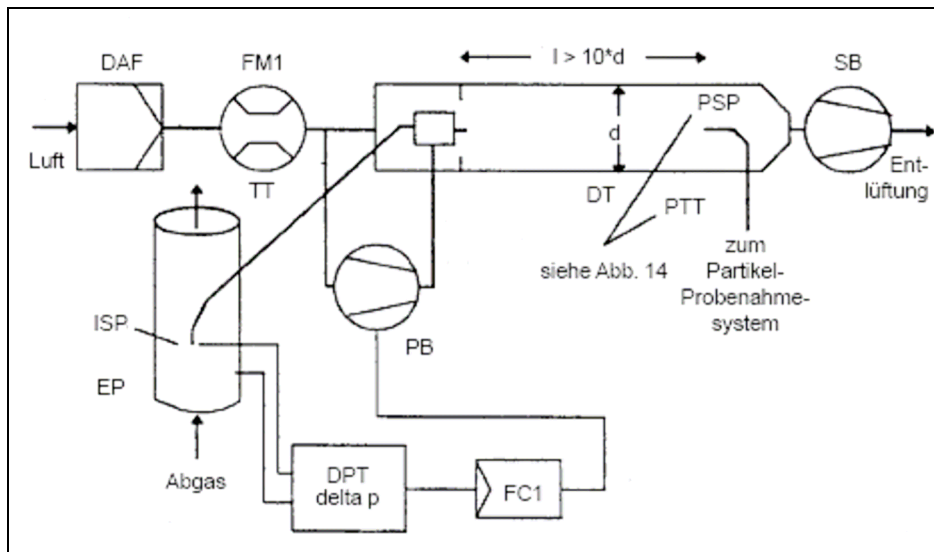 DAF
FM1
l > 10*d
SB
PSP
d
Luft
TT
DT
PTT
Ent-
lüftung
siehe Abb. 14
zum
Partikel-
Probenahme-
system
ISP
PB
EP
Abgas
DPT
delta p
FC1